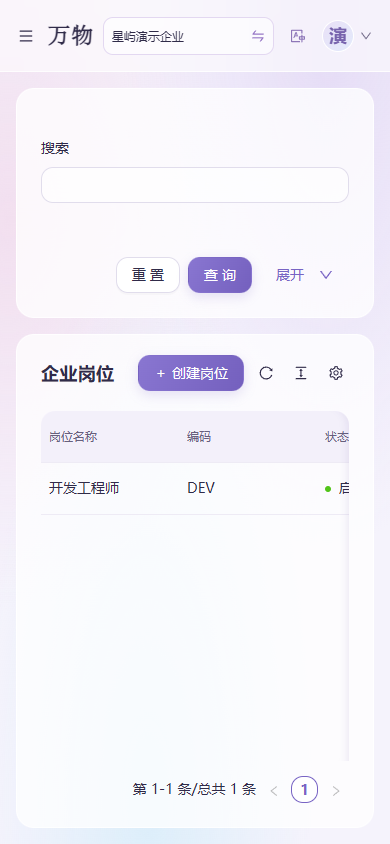 万物
星屿演示企业
演
搜索
重 置
查 询
展开
企业岗位
+ 创建岗位
岗位名称 编码 状态
开发工程师 DEV
第 1-1 条/总共 1 条
1